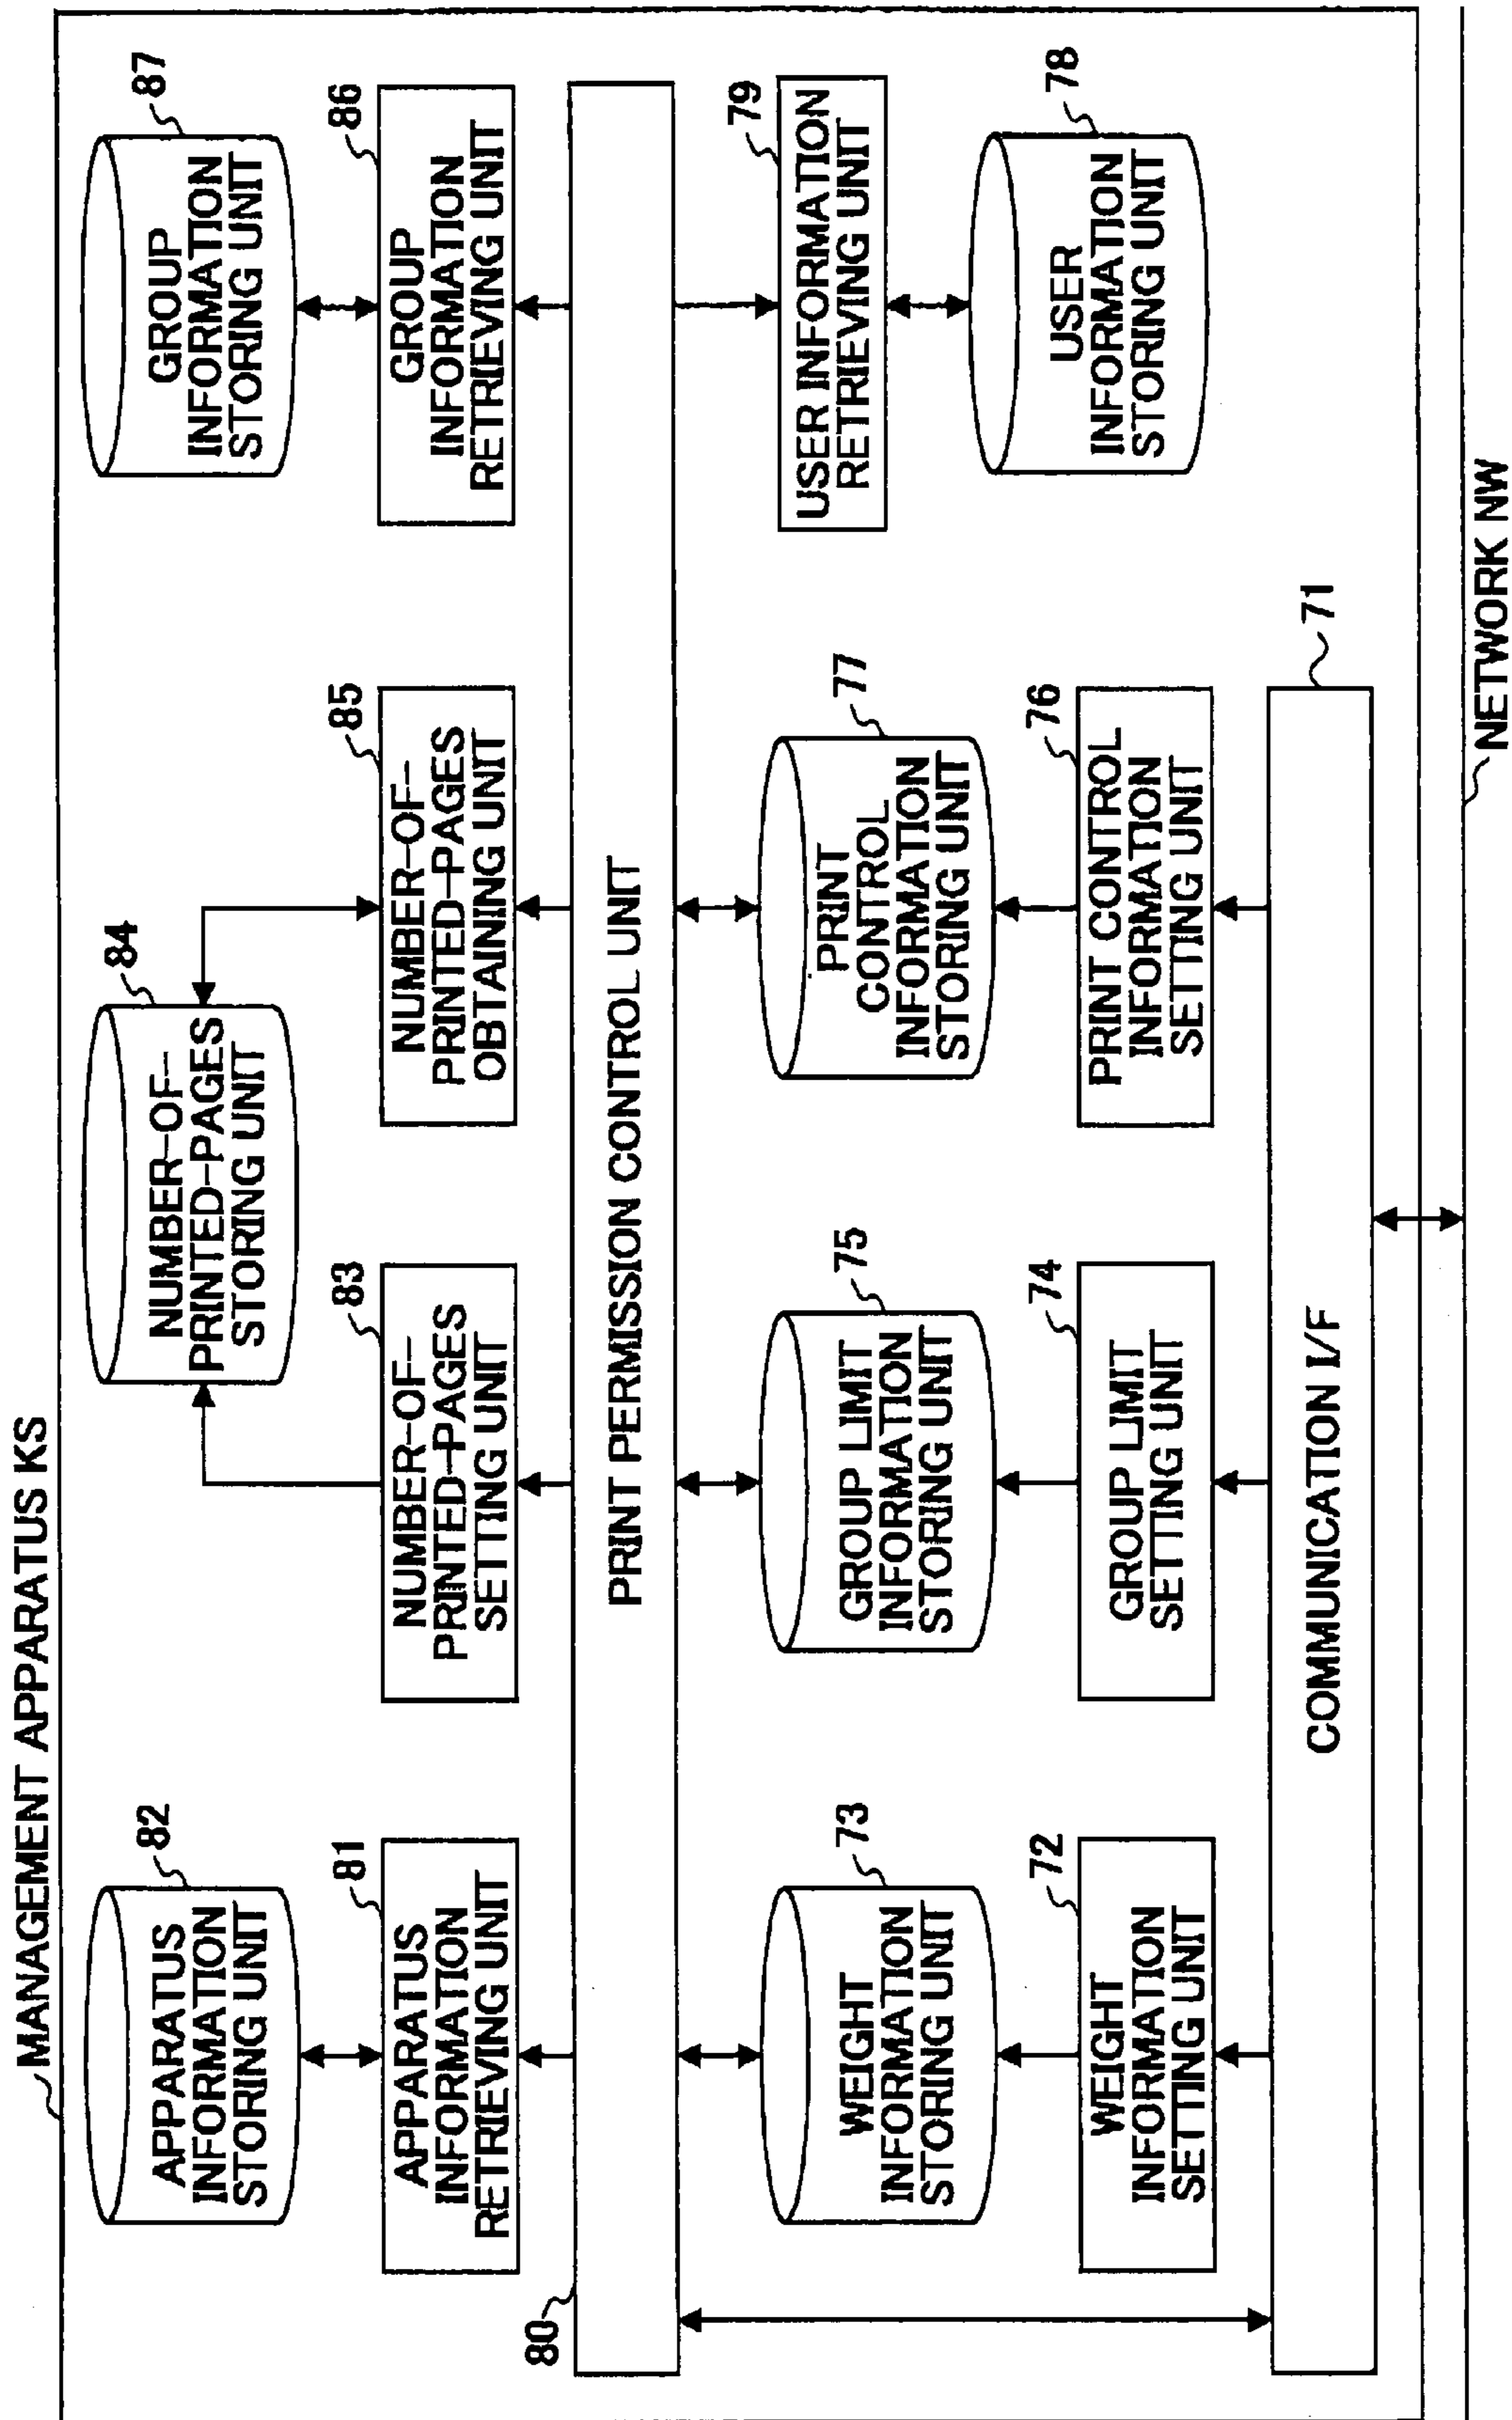 MANAGEMENT APPARATUS KS
82
APPARATUS
INFORMATION
STORING UNIT
84
NUMBER-OF-
PRINTED-PAGES
STORING UNIT
87
GROUP
INFORMATION
STORING UNIT
81
APPARATUS
INFORMATION
RETRIEVING UNIT
83
NUMBER-OF-
PRINTED-PAGES
SETTING UNIT
85
NUMBER-OF-
PRINTED-PAGES
OBTAINING UNIT
86
GROUP
INFORMATION
RETRIEVING UNIT
80
PRINT PERMISSION CONTROL UNIT
73
WEIGHT
INFORMATION
STORING UNIT
75
GROUP LIMIT
INFORMATION
STORING UNIT
77
PRINT
CONTROL
INFORMATION
STORING UNIT
79
USER INFORMATION
RETRIEVING UNIT
72
WEIGHT
INFORMATION
SETTING UNIT
74
GROUP LIMIT
SETTING UNIT
76
PRINT CONTROL
INFORMATION
SETTING UNIT
78
USER
INFORMATION
STORING UNIT
71
COMMUNICATION I/F
NETWORK NW